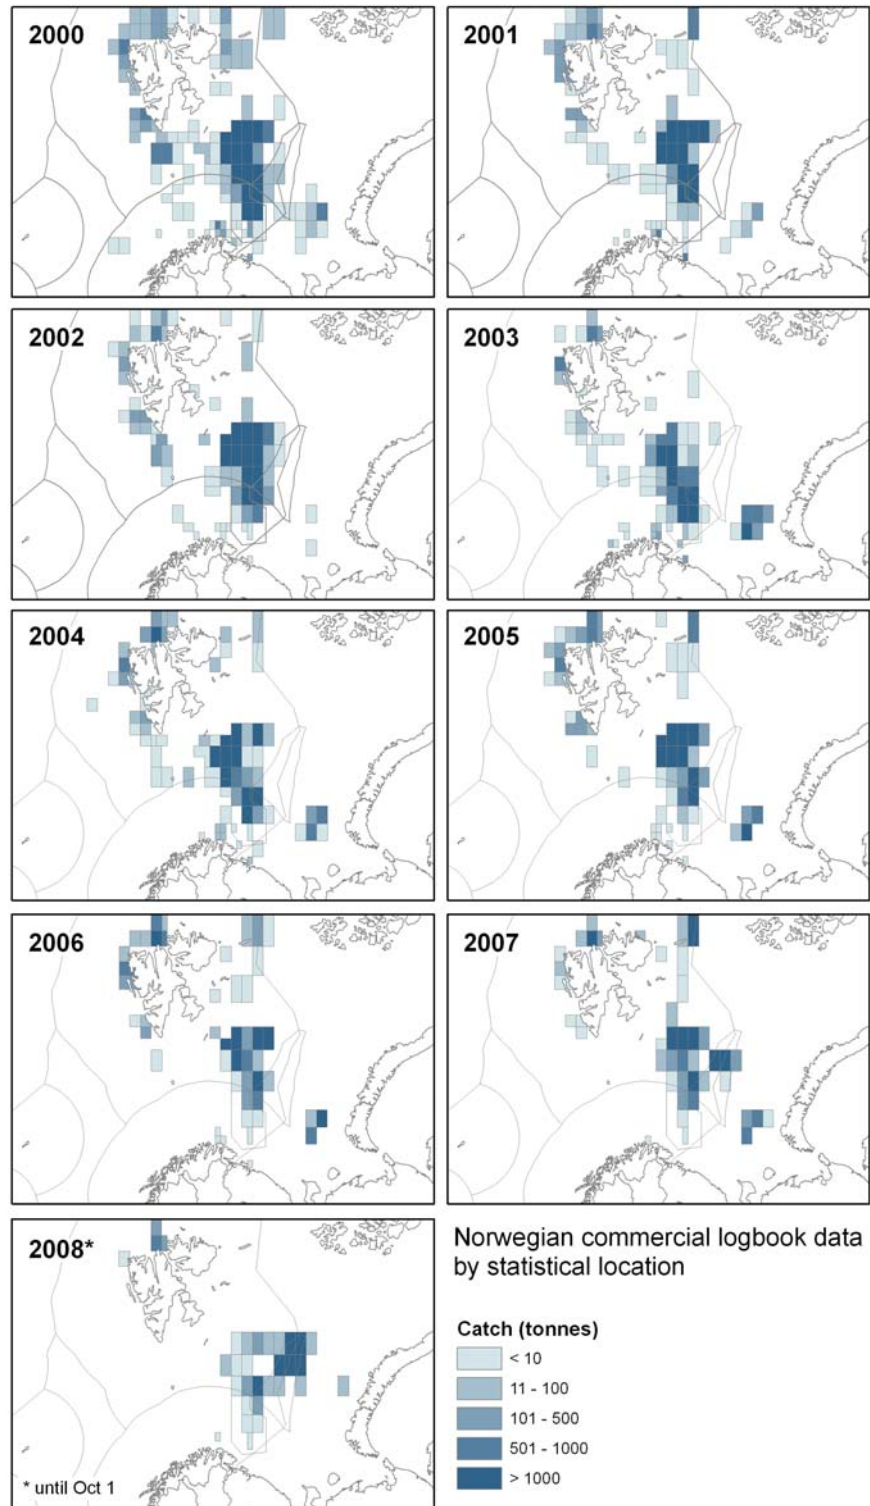 2000
2001
2002
2003
2004
2005
2006
2007
2008*
* until Oct 1
Norwegian commercial logbook data
by statistical location
Catch (tonnes)
< 10
11 - 100
101 - 500
501 - 1000
> 1000